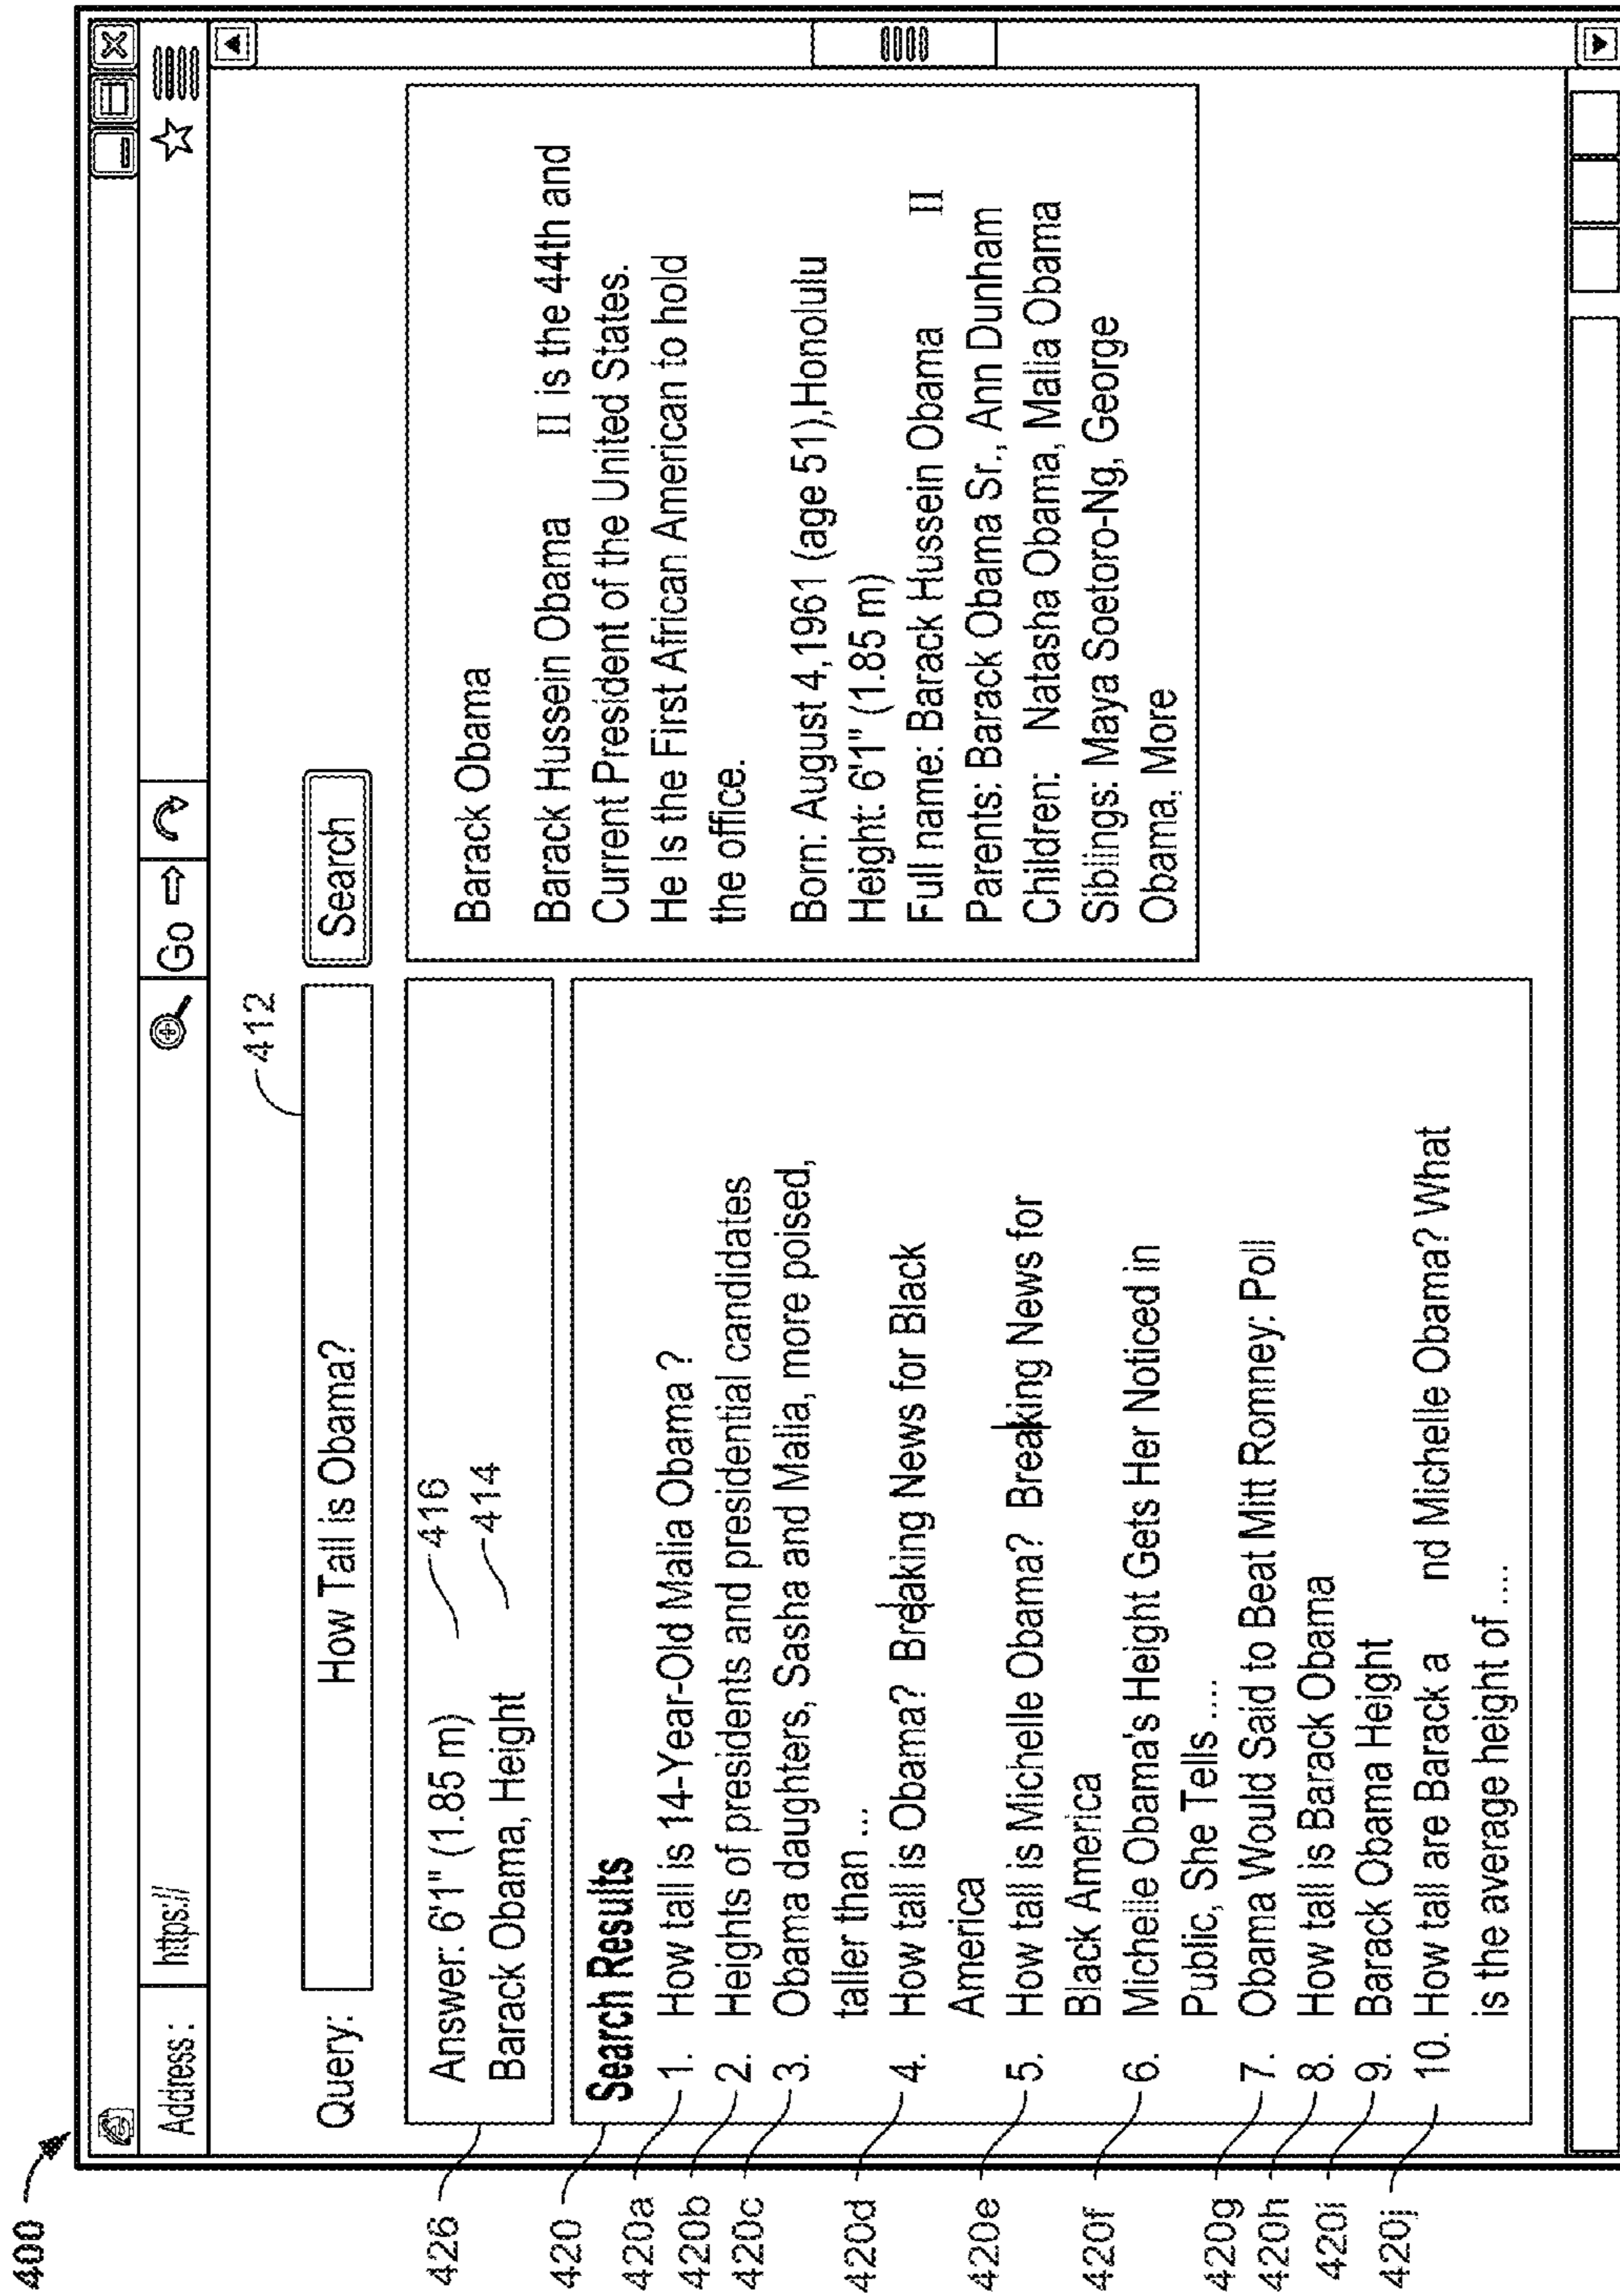 400
Address: https:// Go
412
Query: How Tall is Obama? Search
426
Answer: 6'1" (1.85 m) 416
Barack Obama, Height 414
420
Search Results
420a 1. How tall is 14-Year-Old Malia Obama ?
420b 2. Heights of presidents and presidential candidates
420c 3. Obama daughters, Sasha and Malia, more poised,
taller than ...
420d 4. How tall is Obama? Breaking News for Black
America
420e 5. How tall is Michelle Obama? Breaking News for
Black America
420f 6. Michelle Obama's Height Gets Her Noticed in
Public, She Tells ....
420g 7. Obama Would Said to Beat Mitt Romney: Poll
420h 8. How tall is Barack Obama
420i 9. Barack Obama Height
420j 10. How tall are Barack a nd Michelle Obama? What
is the average height of ....
Barack Obama
Barack Hussein Obama II is the 44th and
Current President of the United States.
He Is the First African American to hold
the office.
Born: August 4,1961 (age 51),Honolulu
Height: 6'1" (1.85 m)
Full name: Barack Hussein Obama II
Parents: Barack Obama Sr., Ann Dunham
Children: Natasha Obama, Malia Obama
Siblings: Maya Soetoro-Ng, George
Obama, More